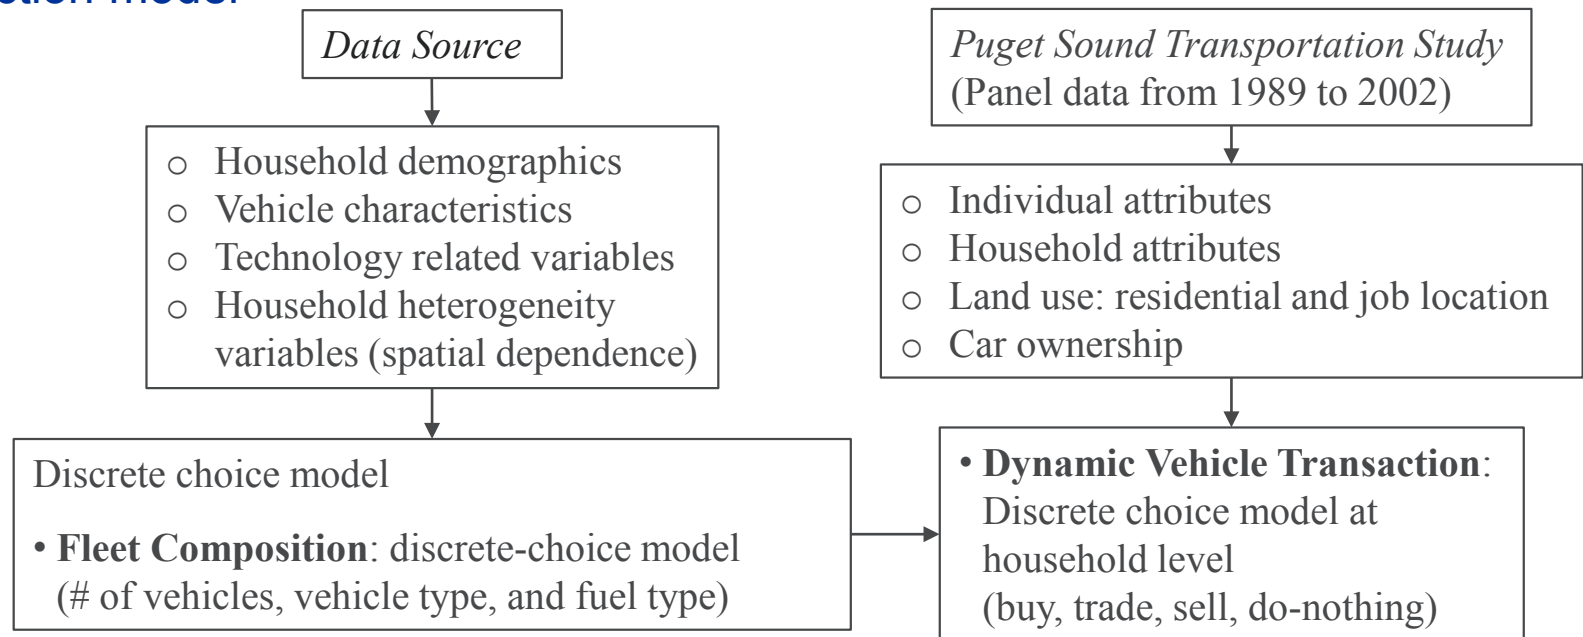 Data Source
○ Household demographics
○ Vehicle characteristics
○ Technology related variables
○ Household heterogeneity
variables (spatial dependence)
Discrete choice model
• Fleet Composition: discrete-choice model
(# of vehicles, vehicle type, and fuel type)
Puget Sound Transportation Study
(Panel data from 1989 to 2002)
○ Individual attributes
○ Household attributes
○ Land use: residential and job location
○ Car ownership
• Dynamic Vehicle Transaction:
Discrete choice model at
household level
(buy, trade, sell, do-nothing)